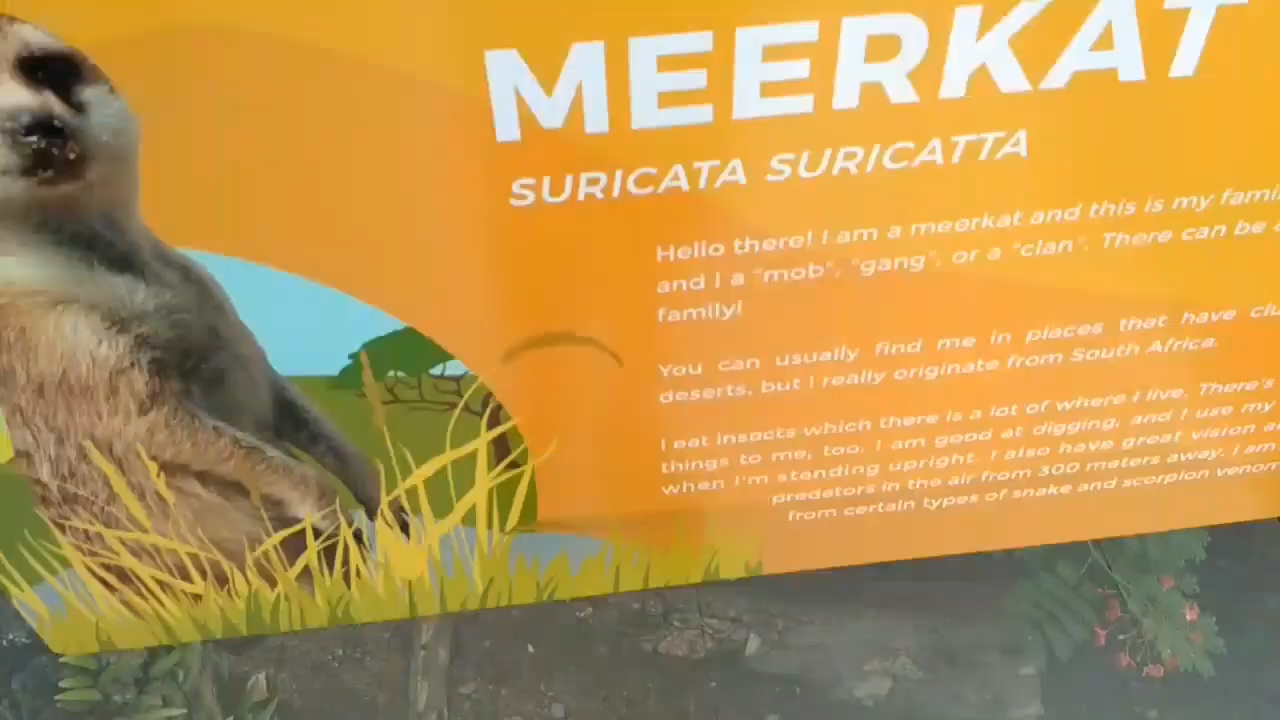 MEERKAT
SURICATA SURICATTA
Hello there! I am a meerkat and this is my
and I a "mob", "gang", or a "clan". There can be
family!
You can usually find me in places that have
deserts, but I really originate from South Africa.
I eat insects which there is a lot of where I live. There's
things to me, too. I am good at digging, and I use my
when I'm standing upright. I also have great vision
predators in the air from 300 meters away. I am
from certain types of snake and scorpion venom